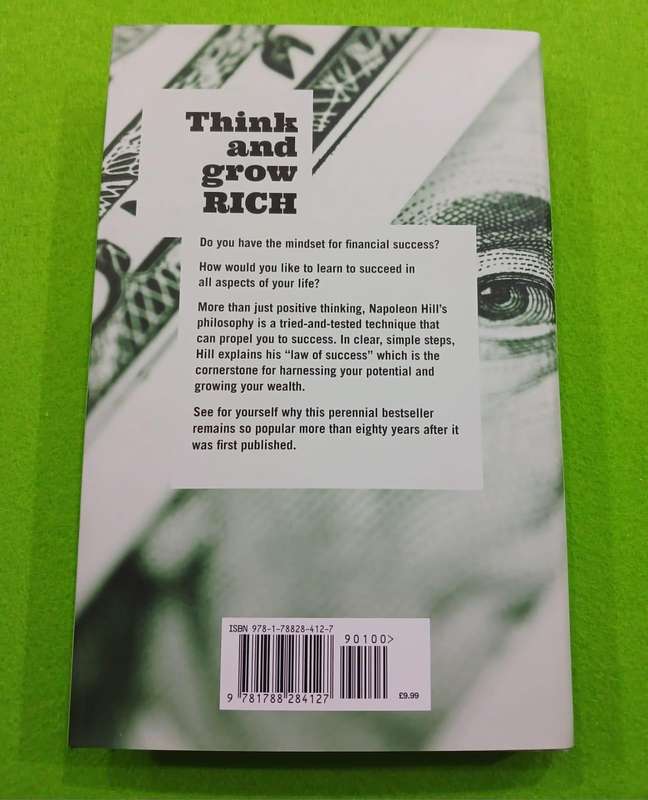 Think
and
grow
RICH
Do you have the mindset for financial success?
How would you like to learn to succeed in
all aspects of your life?
More than just positive thinking, Napoleon Hill's
philosophy is a tried-and-tested technique that
can propel you to success. In clear, simple steps,
Hill explains his “law of success” which is the
cornerstone for harnessing your potential and
growing your wealth.
See for yourself why this perennial bestseller
remains so popular more than eighty years after it
was first published.
ISBN 978-1-78828-412-7
90100>
9 781788 284127
£9.99